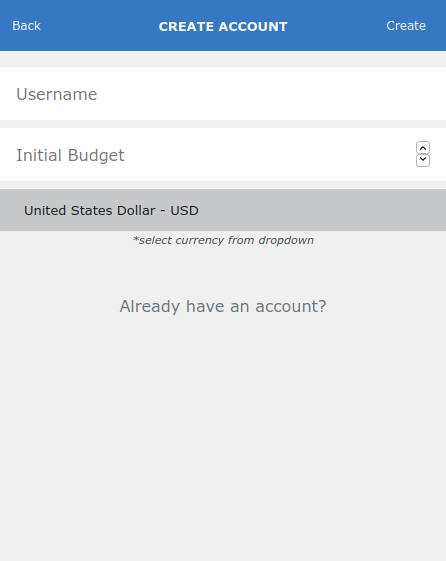 Back CREATE ACCOUNT Create
Username
Initial Budget
United States Dollar - USD
*select currency from dropdown
Already have an account?